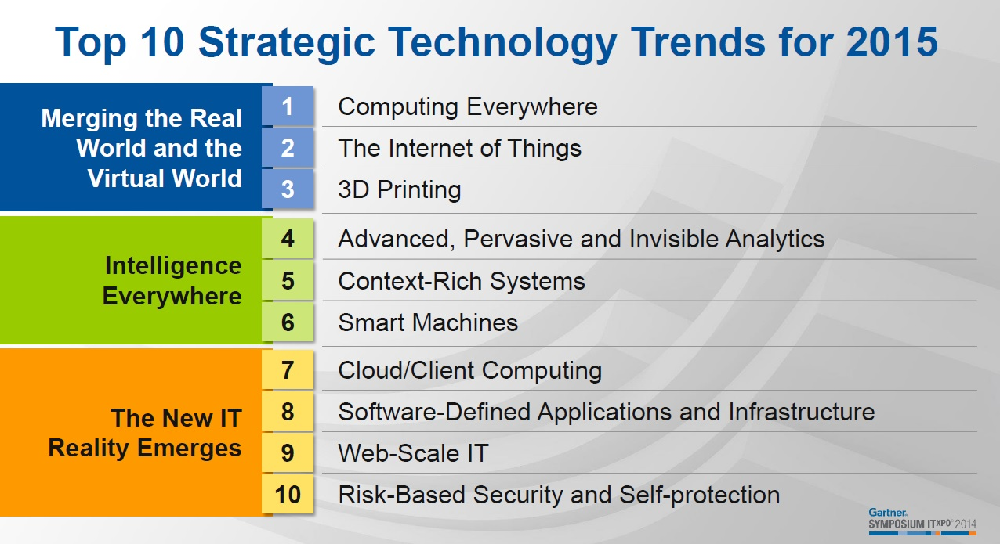 Top 10 Strategic Technology Trends for 2015
Merging the Real
World and the
Virtual World
1 Computing Everywhere
2 The Internet of Things
3 3D Printing
Intelligence
Everywhere
4 Advanced, Pervasive and Invisible Analytics
5 Context-Rich Systems
6 Smart Machines
The New IT
Reality Emerges
7 Cloud/Client Computing
8 Software-Defined Applications and Infrastructure
9 Web-Scale IT
10 Risk-Based Security and Self-protection
Gartner
SYMPOSIUM ITXPO 2014